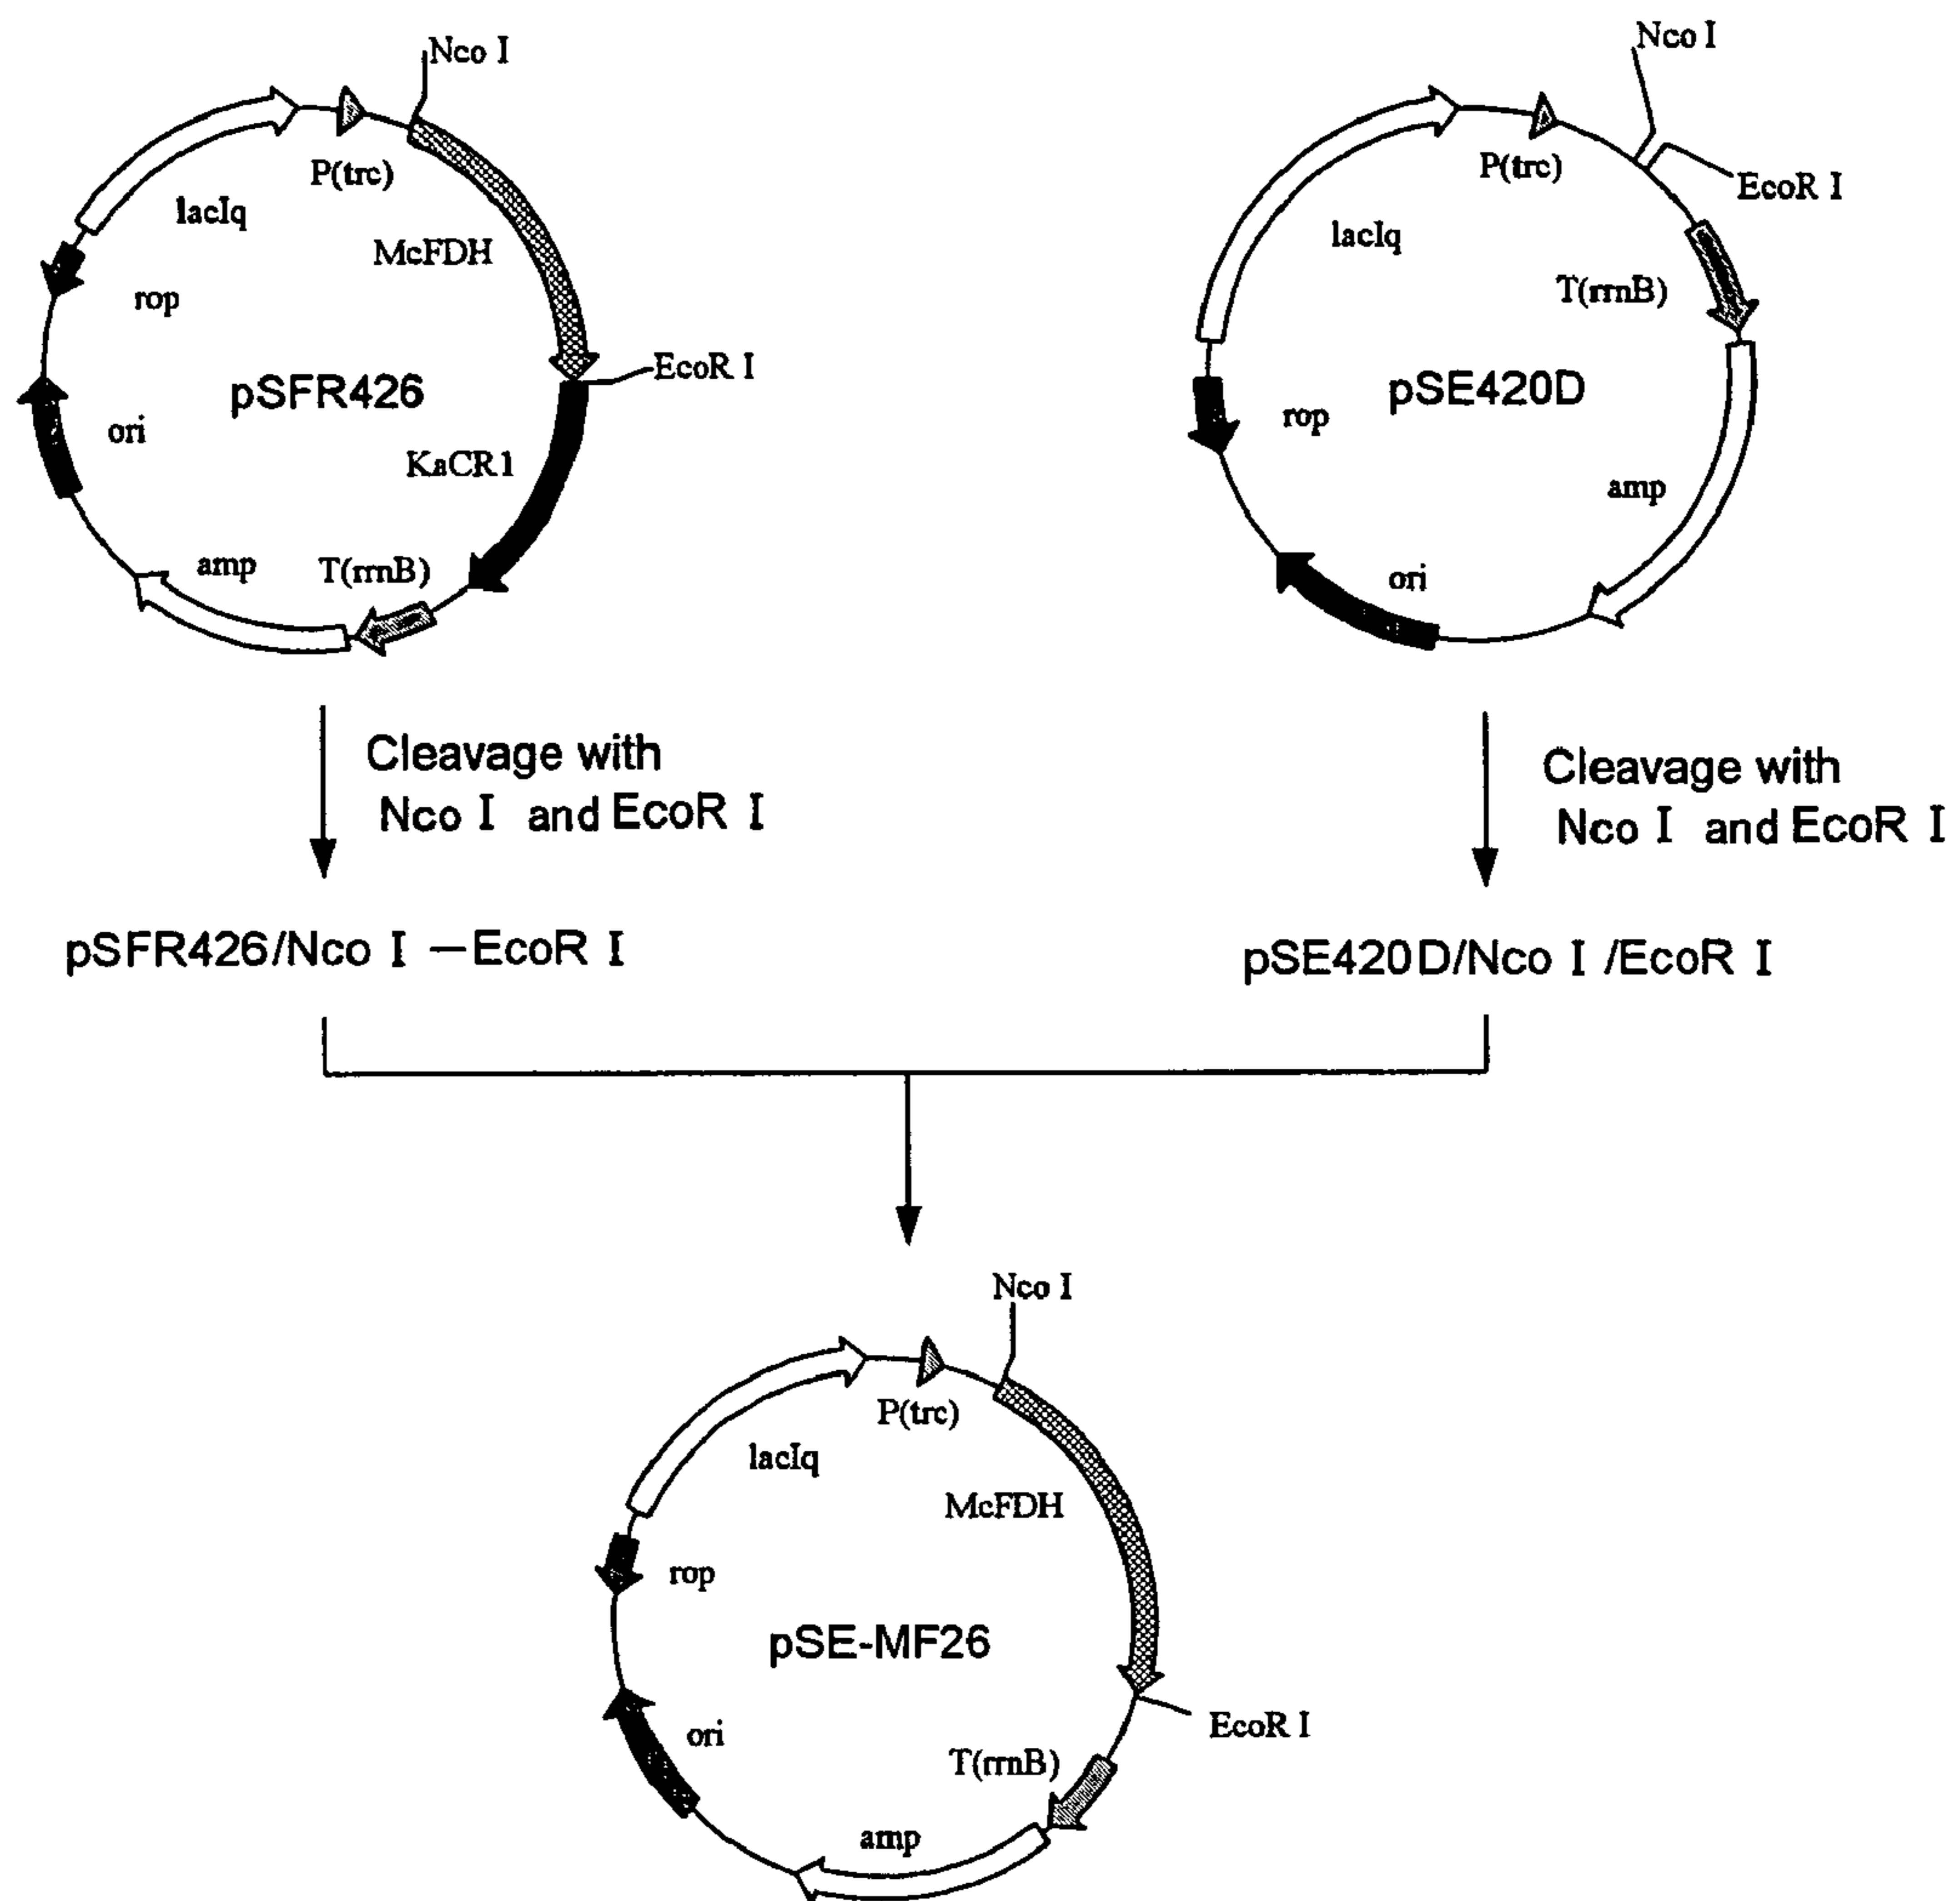 Nco I
P(trc)
lacIq
McFDH
rop
pSFR426
EcoR I
ori
KaCR1
amp
T(rrnB)
Nco I
P(trc)
EcoR I
lacIq
T(rrnB)
pSE420D
rop
amp
ori
Cleavage with
Nco I and EcoR I
Cleavage with
Nco I and EcoR I
pSFR426/Nco I —EcoR I
pSE420D/Nco I /EcoR I
Nco I
P(trc)
lacIq
McFDH
rop
pSE-MF26
ori
EcoR I
T(rrnB)
amp